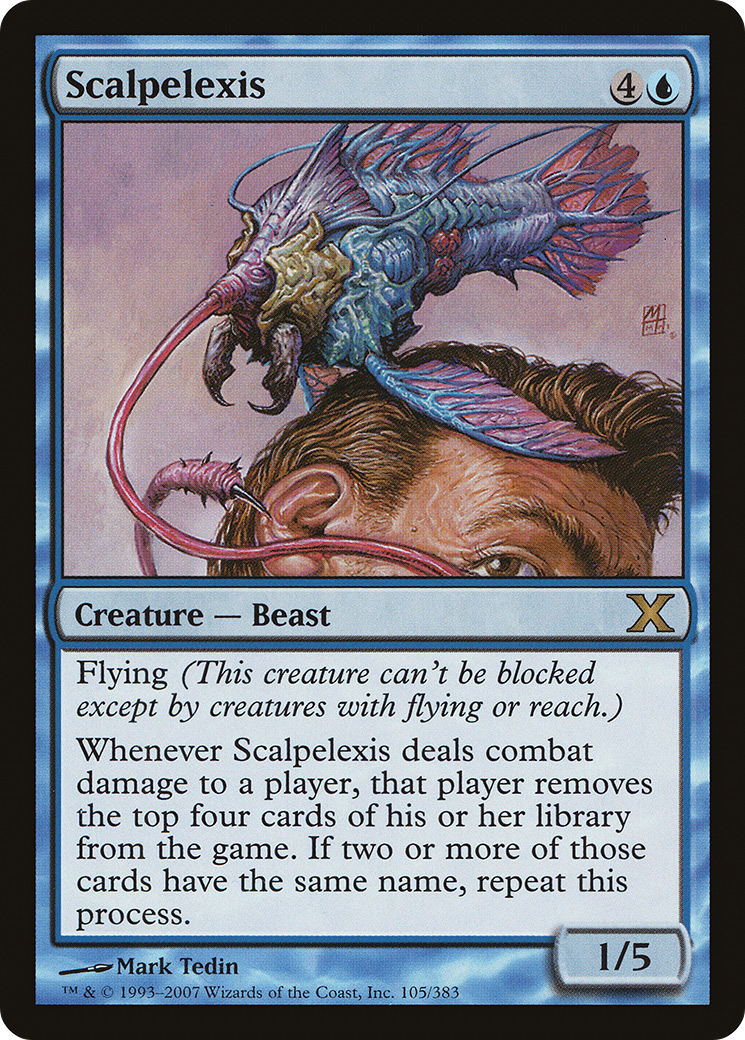 Scalpelexis 4
Creature — Beast X
Flying (This creature can't be blocked
except by creatures with flying or reach.)
Whenever Scalpelexis deals combat
damage to a player, that player removes
the top four cards of his or her library
from the game. If two or more of those
cards have the same name, repeat this
process.
1/5
Mark Tedin
™ & © 1993–2007 Wizards of the Coast, Inc. 105/383